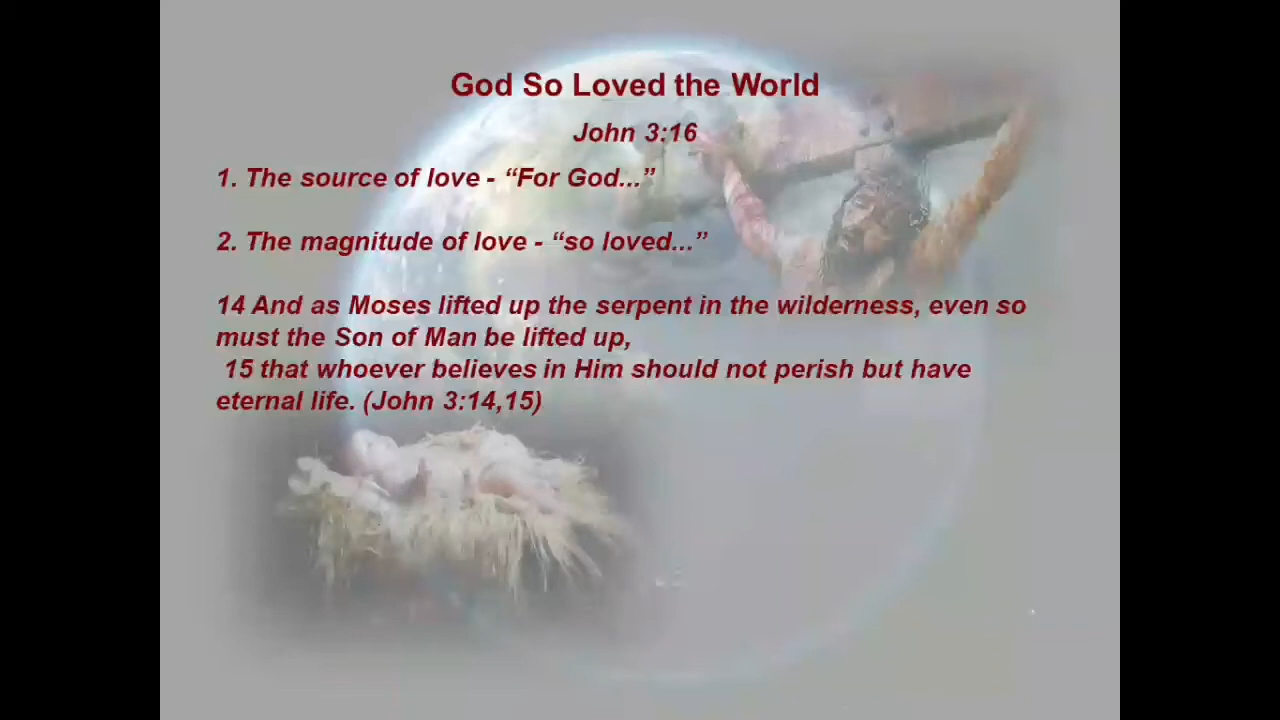 God So Loved the World
John 3:16
1. The source of love - “For God...”
2. The magnitude of love - “so loved...”
14 And as Moses lifted up the serpent in the wilderness, even so
must the Son of Man be lifted up,
15 that whoever believes in Him should not perish but have
eternal life. (John 3:14,15)